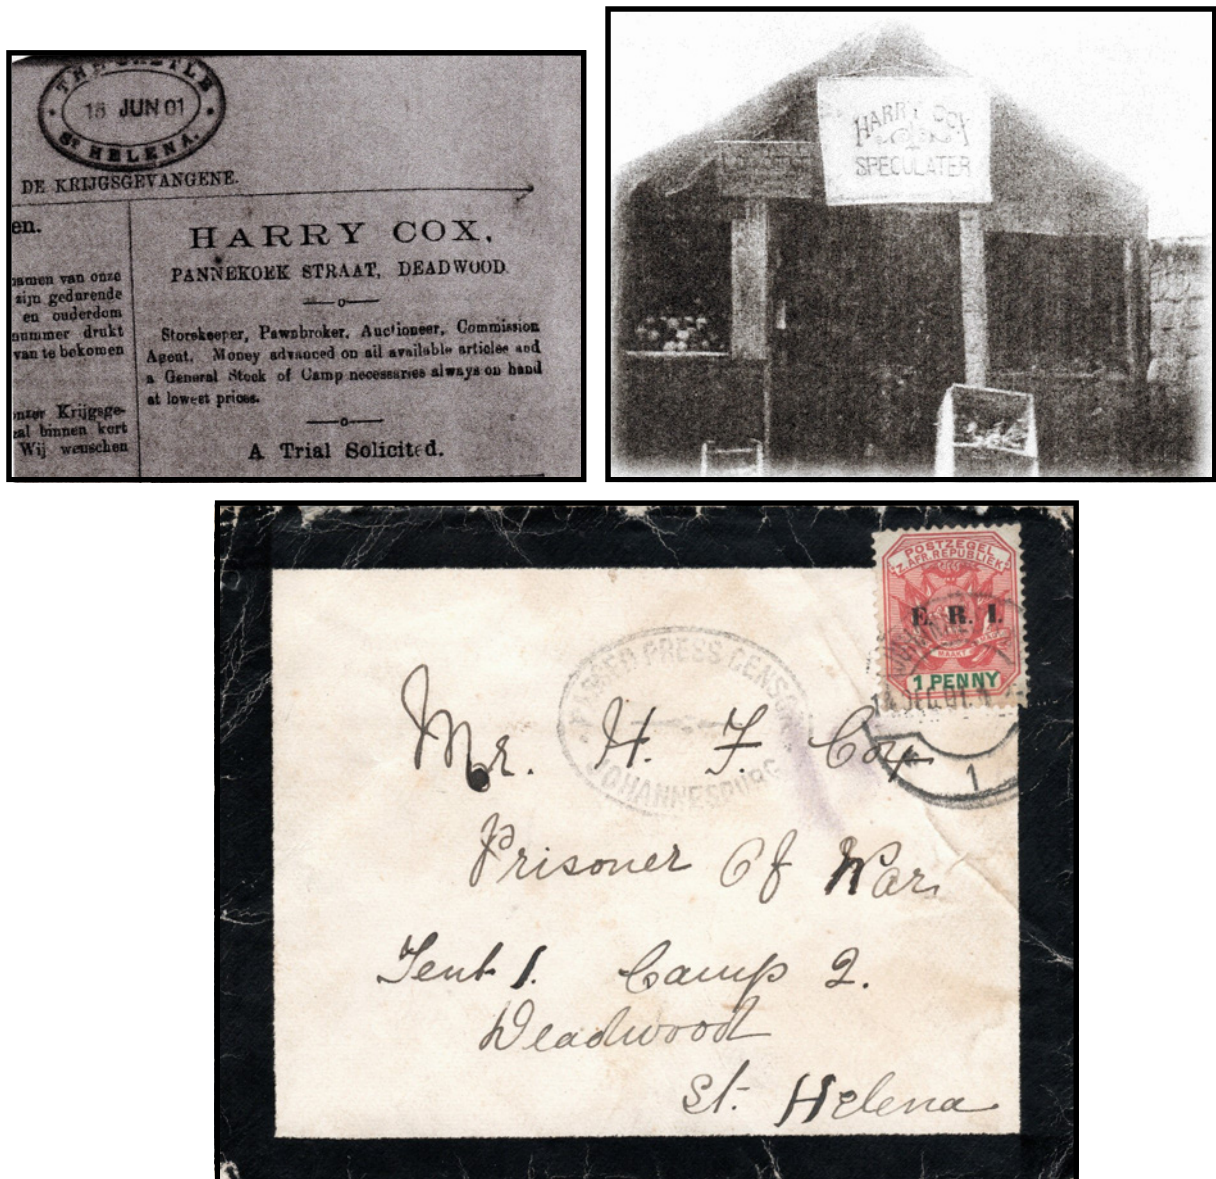 THE CASTLE
JUN 01
ST HELENA.
DE KRIJGSGEVANGENE.
en.
namen van onze
zijn gedurende
en ouderdom
nummer drukt
van te bekomen
Krijgsge-
binnen kort
Wij wenschen
HARRY COX,
PANNEKOEK STRAAT, DEADWOOD.
Storekeeper, Pawnbroker, Auctioneer, Commission
Agent. Money advanced on all available articles and
a General Stock of Camp necessaries always on hand
at lowest prices.
A Trial Solicited.
HARRY COX
SPECULATER
POSTZEGEL
Z. AFR. REPUBLIEK
E. R. I.
MAAKT
1 PENNY
1
PASSED PRESS CENSOR
JOHANNESBURG
Mr. H. F. Cox
Prisoner Of War
Tent 1. Camp 2.
Deadwood
St. Helena